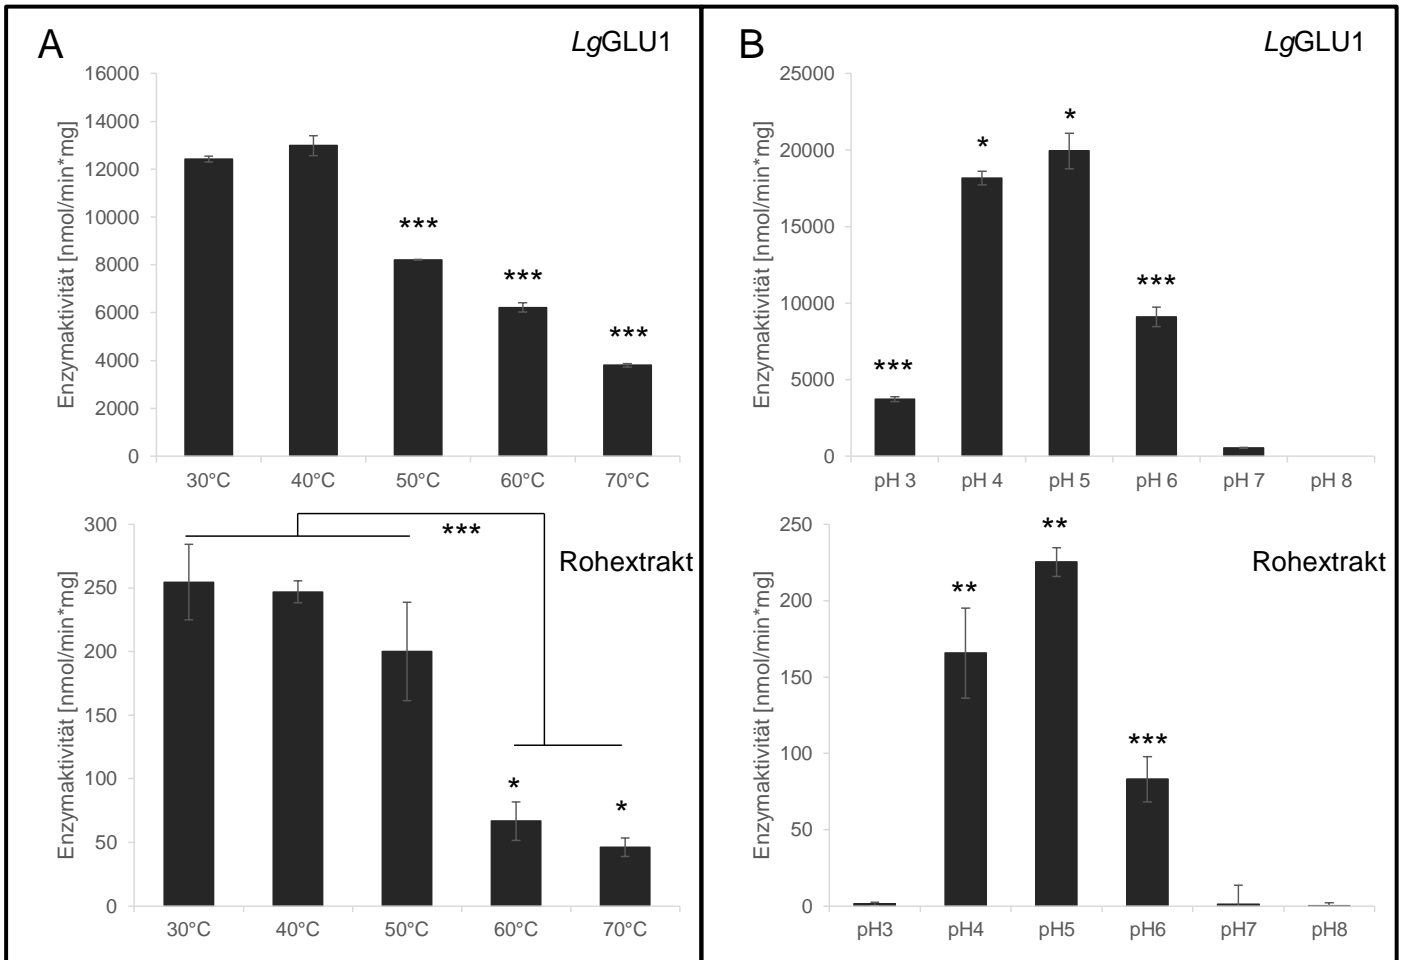 A
LgGLU1
Enzymaktivität [nmol/min*mg]
16000
14000
12000
10000
8000
6000
4000
2000
0
***
***
***
30°C 40°C 50°C 60°C 70°C
Rohextrakt
Enzymaktivität [nmol/min*mg]
300
250
200
150
100
50
0
***
*
*
30°C 40°C 50°C 60°C 70°C
B
LgGLU1
Enzymaktivität [nmol/min*mg]
25000
20000
15000
10000
5000
0
***
*
*
***
pH 3 pH 4 pH 5 pH 6 pH 7 pH 8
Rohextrakt
Enzymaktivität [nmol/min*mg]
250
200
150
100
50
0
**
**
***
pH3 pH4 pH5 pH6 pH7 pH8